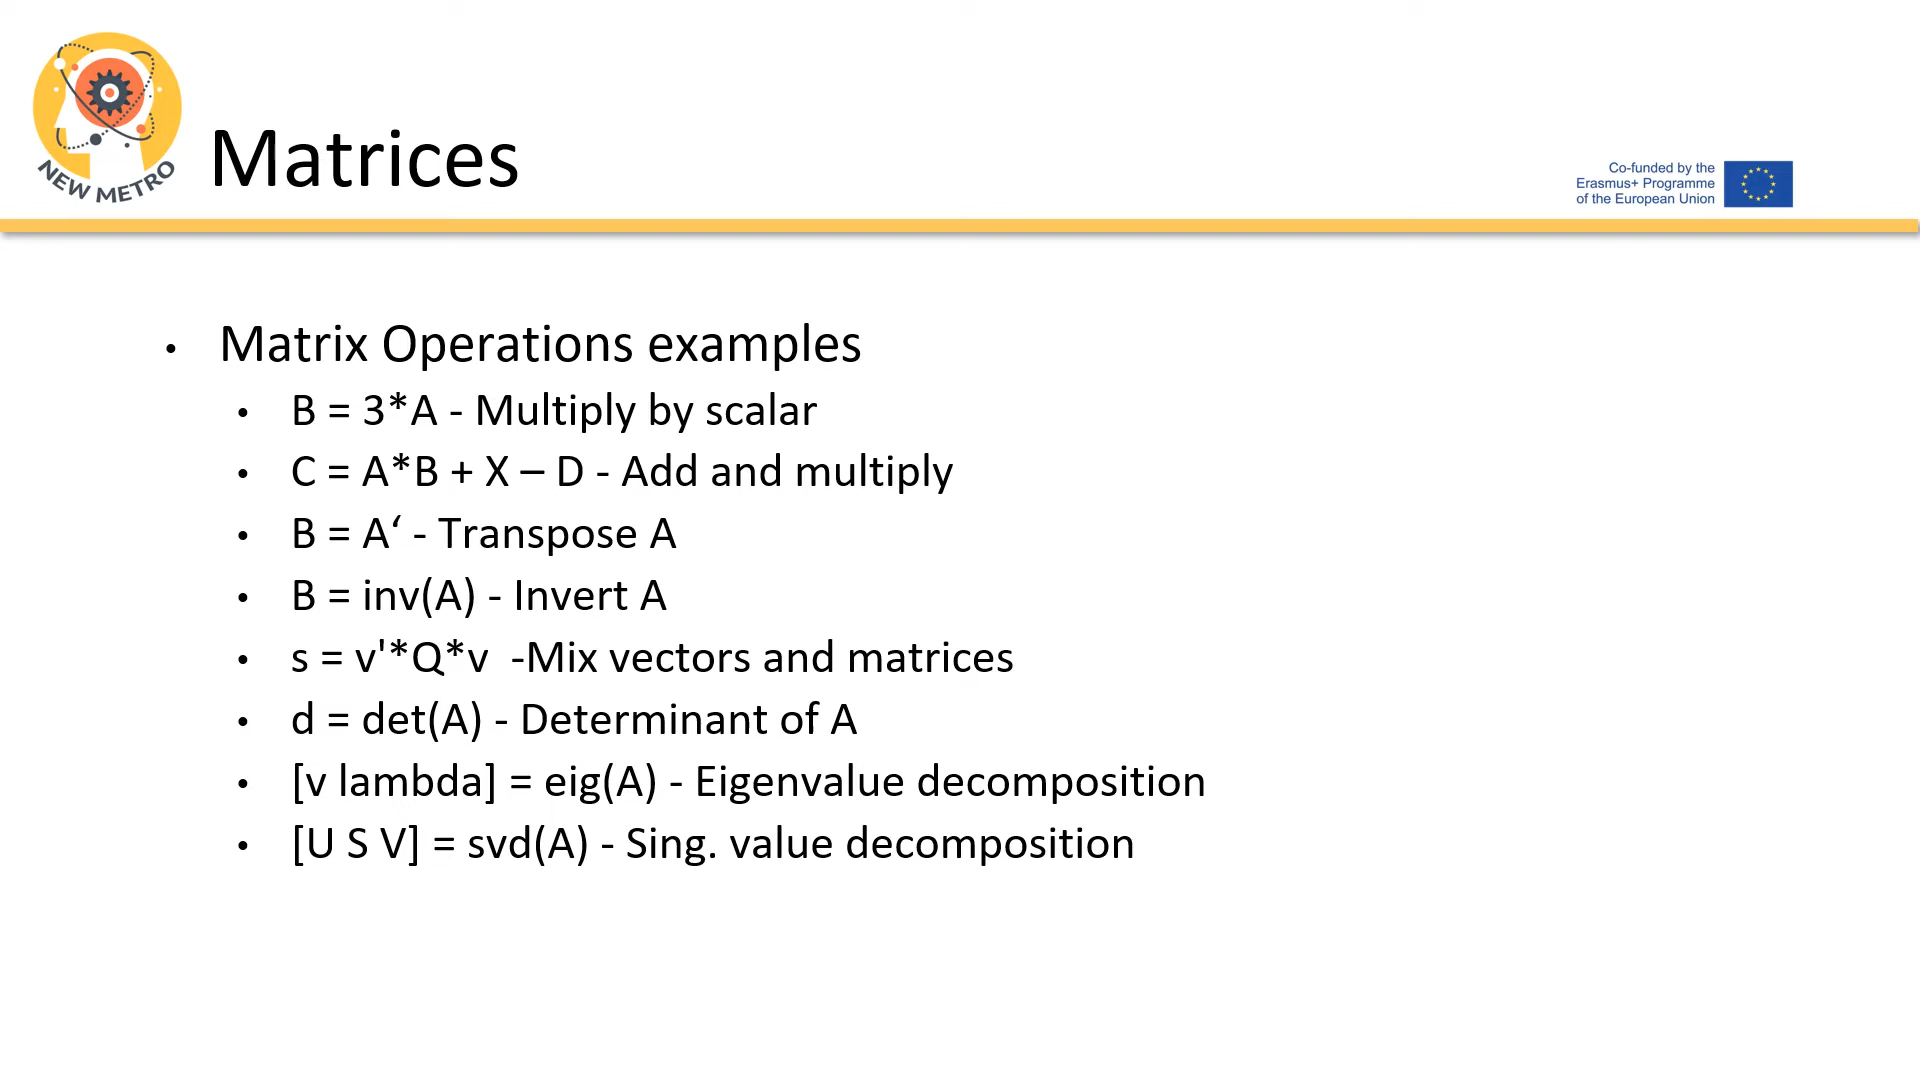 NEW METRO
Matrices
Co-funded by the
Erasmus+ Programme
of the European Union
• Matrix Operations examples
• B = 3*A - Multiply by scalar
• C = A*B + X – D - Add and multiply
• B = A‘ - Transpose A
• B = inv(A) - Invert A
• s = v'*Q*v  -Mix vectors and matrices
• d = det(A) - Determinant of A
• [v lambda] = eig(A) - Eigenvalue decomposition
• [U S V] = svd(A) - Sing. value decomposition